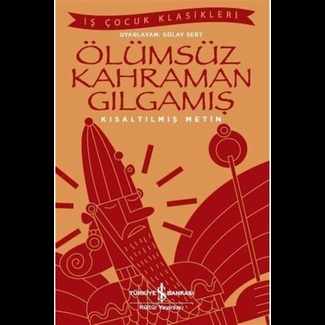 İŞ ÇOCUK KLASİKLERİ
UYARLAYAN: GÜLAY SERT
ÖLÜMSÜZ
KAHRAMAN
GILGAMIŞ
KISALTILMIŞ METİN
TÜRKİYE İŞ BANKASI
Kültür Yayınları